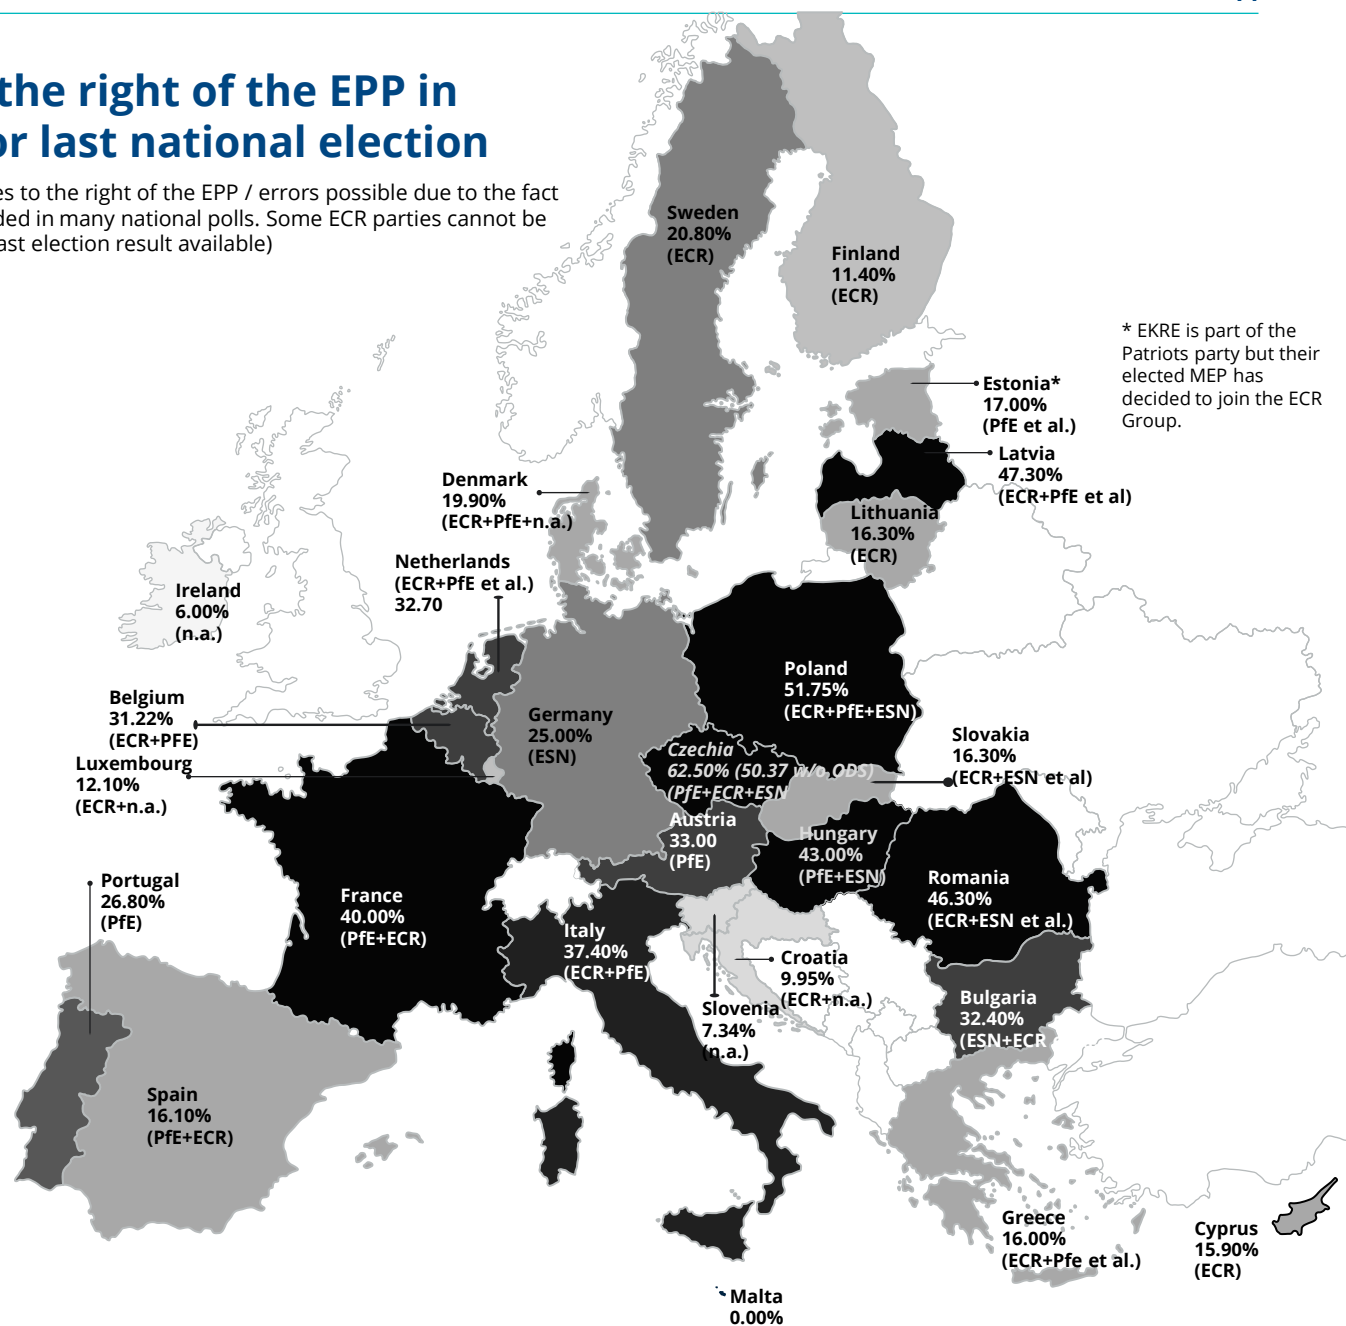 the right of the EPP in
or last national election
es to the right of the EPP / errors possible due to the fact
ded in many national polls. Some ECR parties cannot be
ast election result available)
Sweden
20.80%
(ECR)
Finland
11.40%
(ECR)
* EKRE is part of the
Patriots party but their
elected MEP has
decided to join the ECR
Group.
Estonia*
17.00%
(PfE et al.)
Latvia
47.30%
(ECR+PfE et al)
Denmark
19.90%
(ECR+PfE+n.a.)
Lithuania
16.30%
(ECR)
Netherlands
(ECR+PfE et al.)
32.70
Ireland
6.00%
(n.a.)
Poland
51.75%
(ECR+PfE+ESN)
Belgium
31.22%
(ECR+PFE)
Germany
25.00%
(ESN)
Slovakia
16.30%
(ECR+ESN et al)
Czechia
62.50% (50.37 w/o ODS)
(PfE+ECR+ESN
Luxembourg
12.10%
(ECR+n.a.)
Austria
33.00
(PfE)
Hungary
43.00%
(PfE+ESN)
Portugal
26.80%
(PfE)
France
40.00%
(PfE+ECR)
Romania
46.30%
(ECR+ESN et al.)
Italy
37.40%
(ECR+PfE)
Croatia
9.95%
(ECR+n.a.)
Slovenia
7.34%
(n.a.)
Bulgaria
32.40%
(ESN+ECR
Spain
16.10%
(PfE+ECR)
Greece
16.00%
(ECR+Pfe et al.)
Cyprus
15.90%
(ECR)
Malta
0.00%